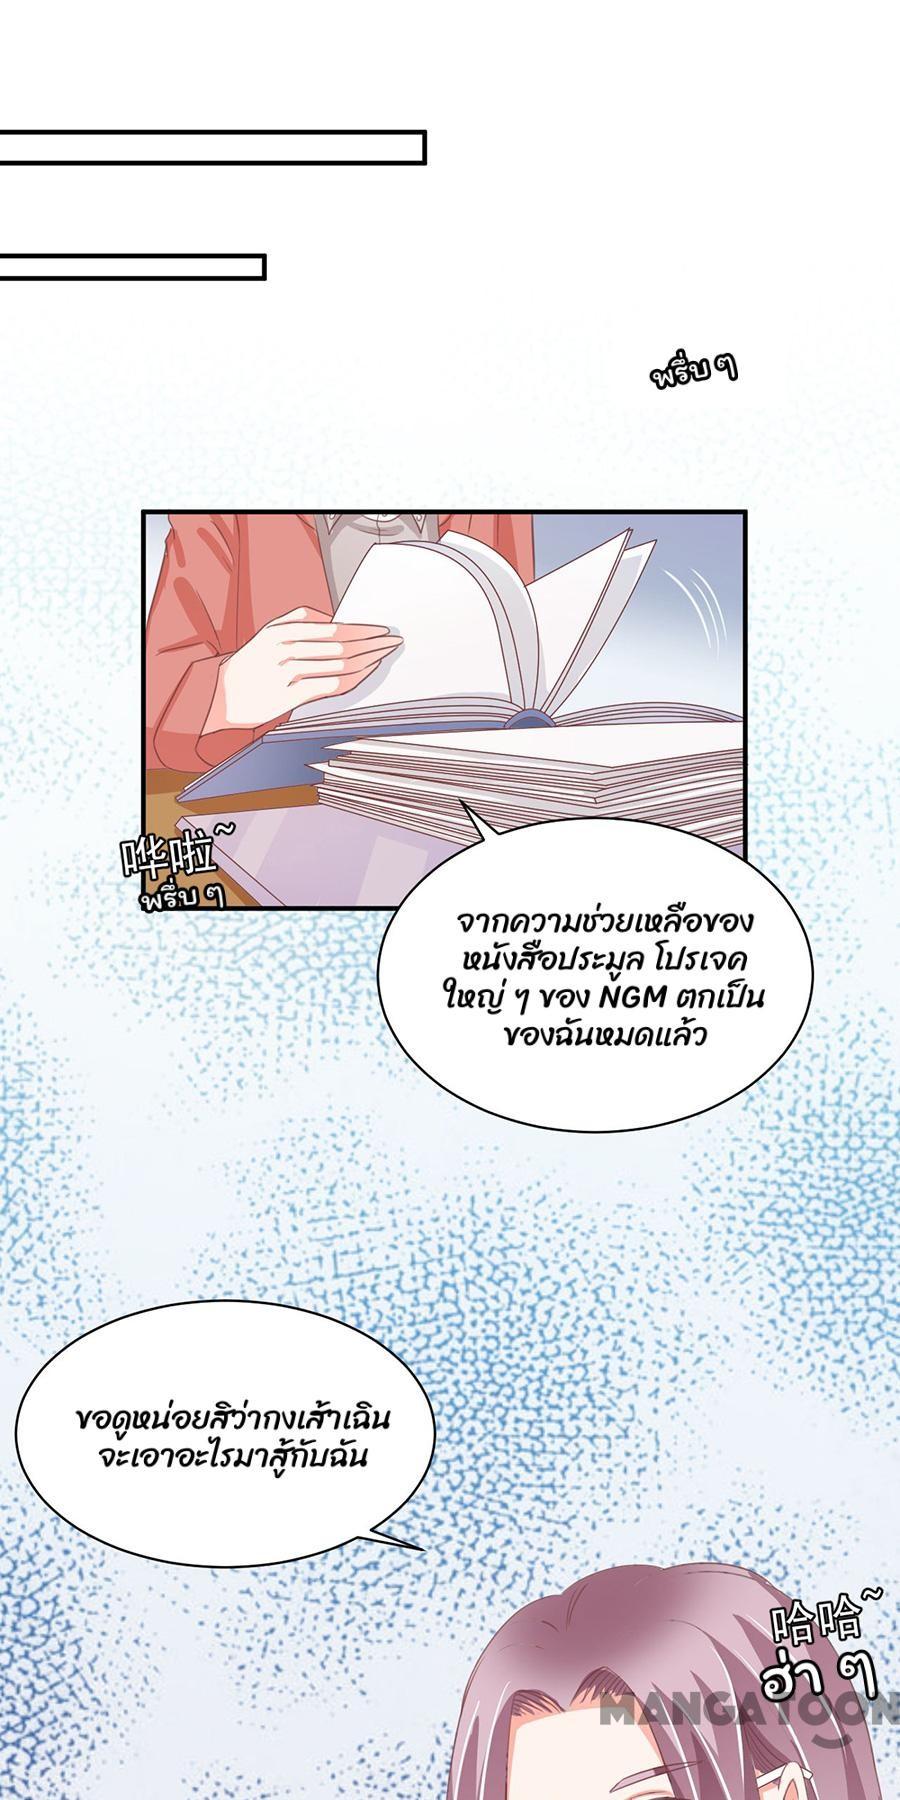 พรึ่บ ๆ
哗啦~
พรึ่บ ๆ
จากความช่วยเหลือของ
หนังสือประมูล โปรเจค
ใหญ่ ๆ ของ NGM ตกเป็น
ของฉันหมดแล้ว
ขอดูหน่อยสิว่ากงเส้าเฉิน
จะเอาอะไรมาสู้กับฉัน
哈哈~
ฮ่า ๆ
MANGATOON